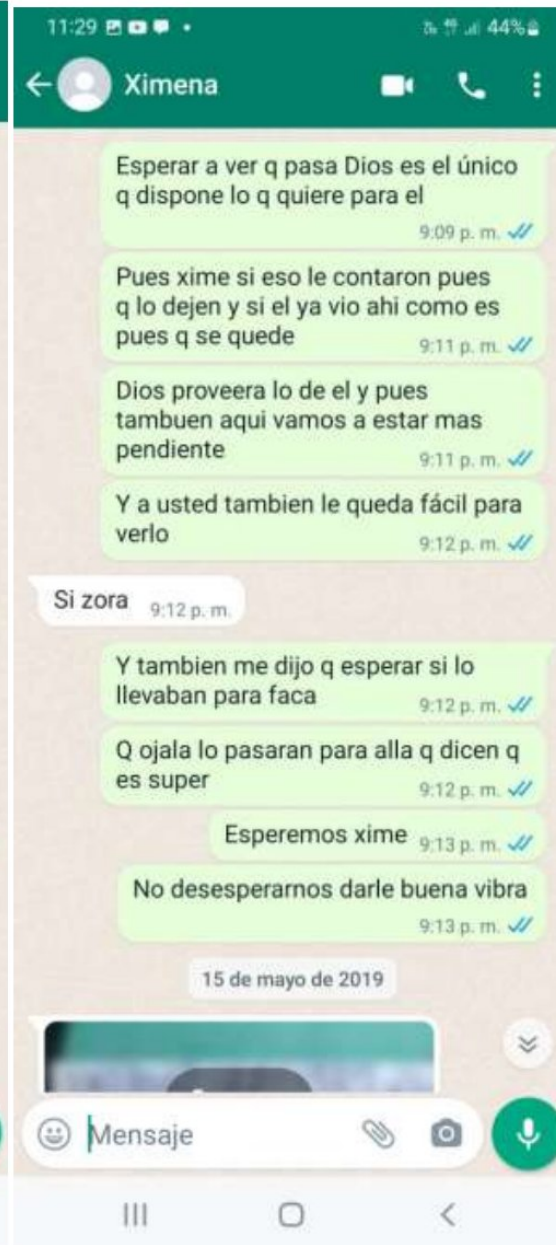 11:29
44%
Ximena
Esperar a ver q pasa Dios es el único
q dispone lo q quiere para el
9:09 p. m.
Pues xime si eso le contaron pues
q lo dejen y si el ya vio ahi como es
pues q se quede
9:11 p. m.
Dios proveera lo de el y pues
tambuen aqui vamos a estar mas
pendiente
9:11 p. m.
Y a usted tambien le queda fácil para
verlo
9:12 p. m.
Si zora 9:12 p. m.
Y tambien me dijo q esperar si lo
llevaban para faca
9:12 p. m.
Q ojala lo pasaran para alla q dicen q
es super
9:12 p. m.
Esperemos xime 9:13 p. m.
No desesperarnos darle buena vibra
9:13 p. m.
15 de mayo de 2019
Mensaje